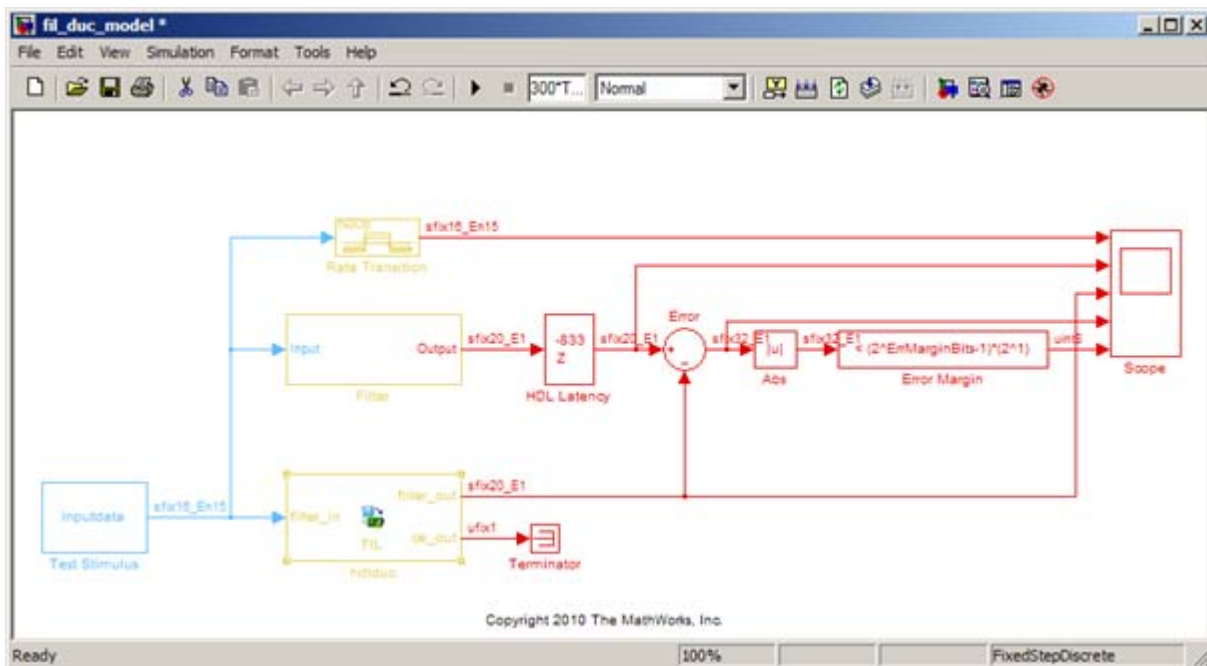 fil_duc_model *
File Edit View Simulation Format Tools Help
300*T... Normal
sfix16_En15
Rate Transition
Input
Output
Filter
sfix20_E1
-833
Z
HDL Latency
sfix20_E1
Error
+
-
sfix32_E1
|u|
Abs
sfix32_E1
< (2^ErrMarginBits-1)*(2^1)
Error Margin
Scope
Inputdata
Test Stimulus
sfix16_En15
filter_in
filter_out
FIL
ce_out
sfix20_E1
ufix1
Terminator
Copyright 2010 The MathWorks, Inc.
Ready 100% FixedStepDiscrete